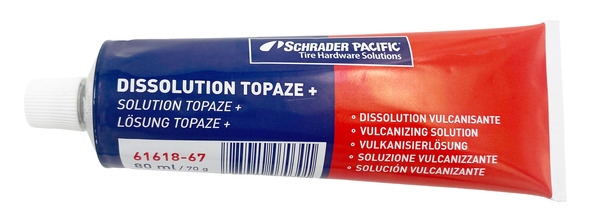 SCHRADER PACIFIC
Tire Hardware Solutions
DISSOLUTION TOPAZE +
SOLUTION TOPAZE +
LÖSUNG TOPAZE +
61618-67
80 ml/70 g
° DISSOLUTION VULCANISANTE
° VULCANIZING SOLUTION
° VULKANISIERLÖSUNG
° SOLUZIONE VULCANIZZANTE
° SOLUCIÓN VULCANIZANTE